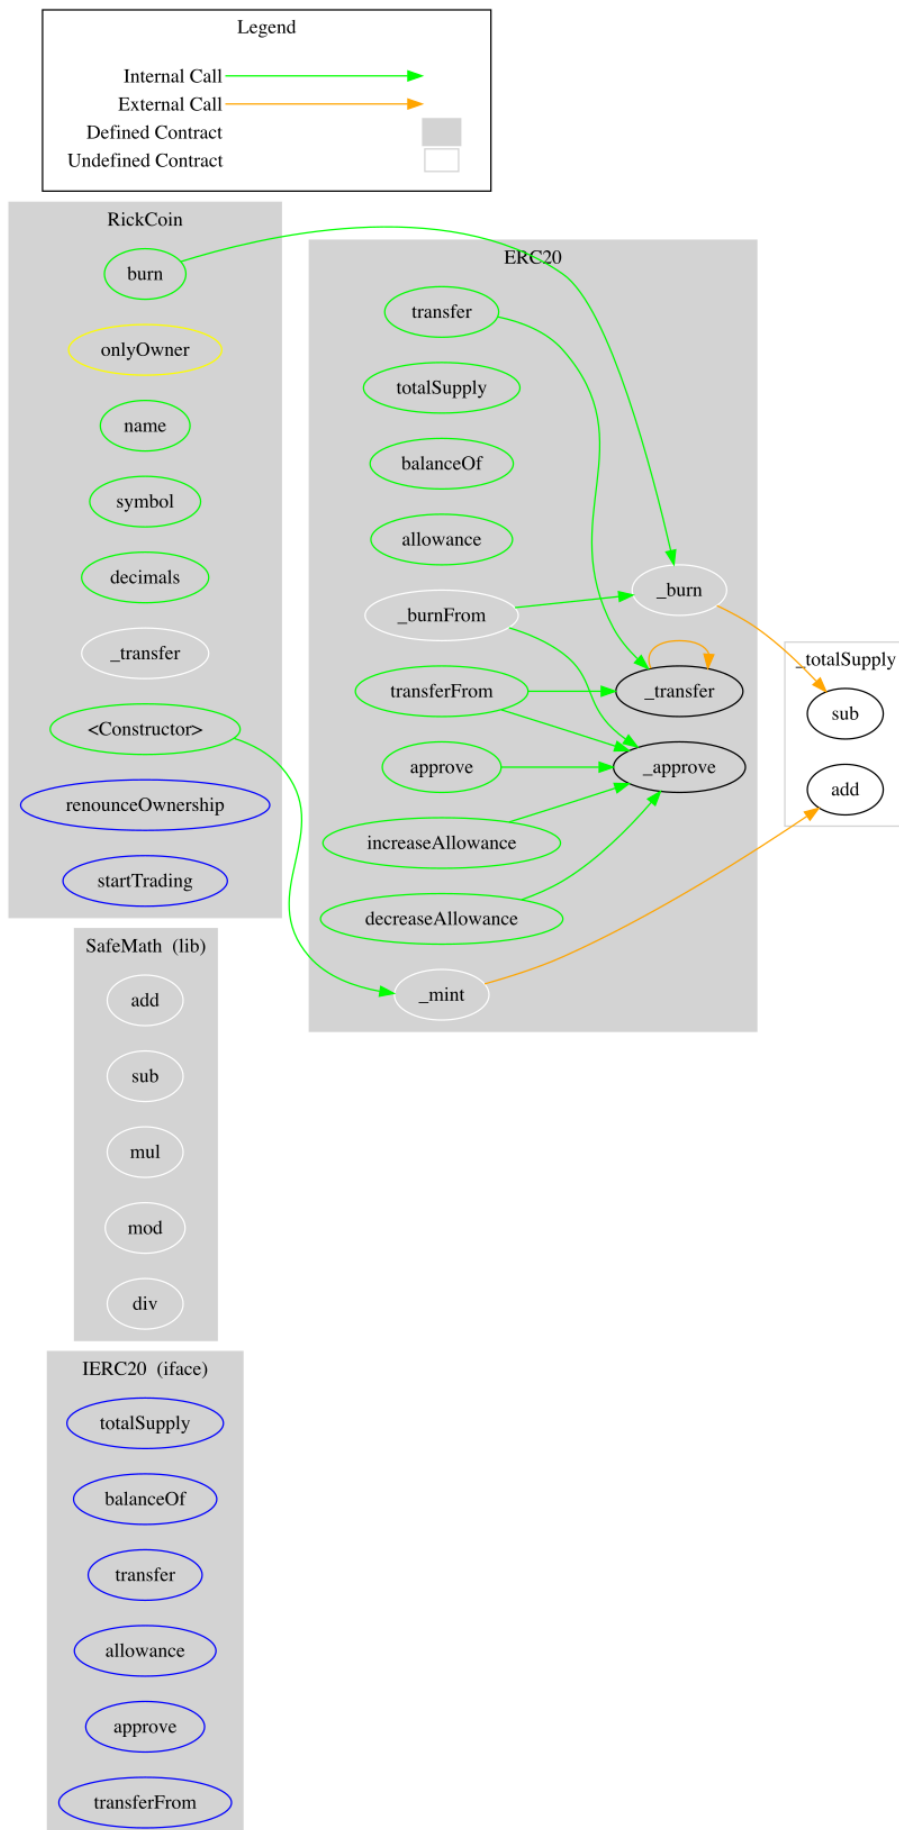 Legend
Internal Call
External Call
Defined Contract
Undefined Contract
RickCoin
burn
onlyOwner
name
symbol
decimals
_transfer
<Constructor>
renounceOwnership
startTrading
ERC20
transfer
totalSupply
balanceOf
allowance
_burnFrom
transferFrom
approve
increaseAllowance
decreaseAllowance
_mint
_burn
_transfer
_approve
_totalSupply
sub
add
SafeMath (lib)
add
sub
mul
mod
div
IERC20 (iface)
totalSupply
balanceOf
transfer
allowance
approve
transferFrom